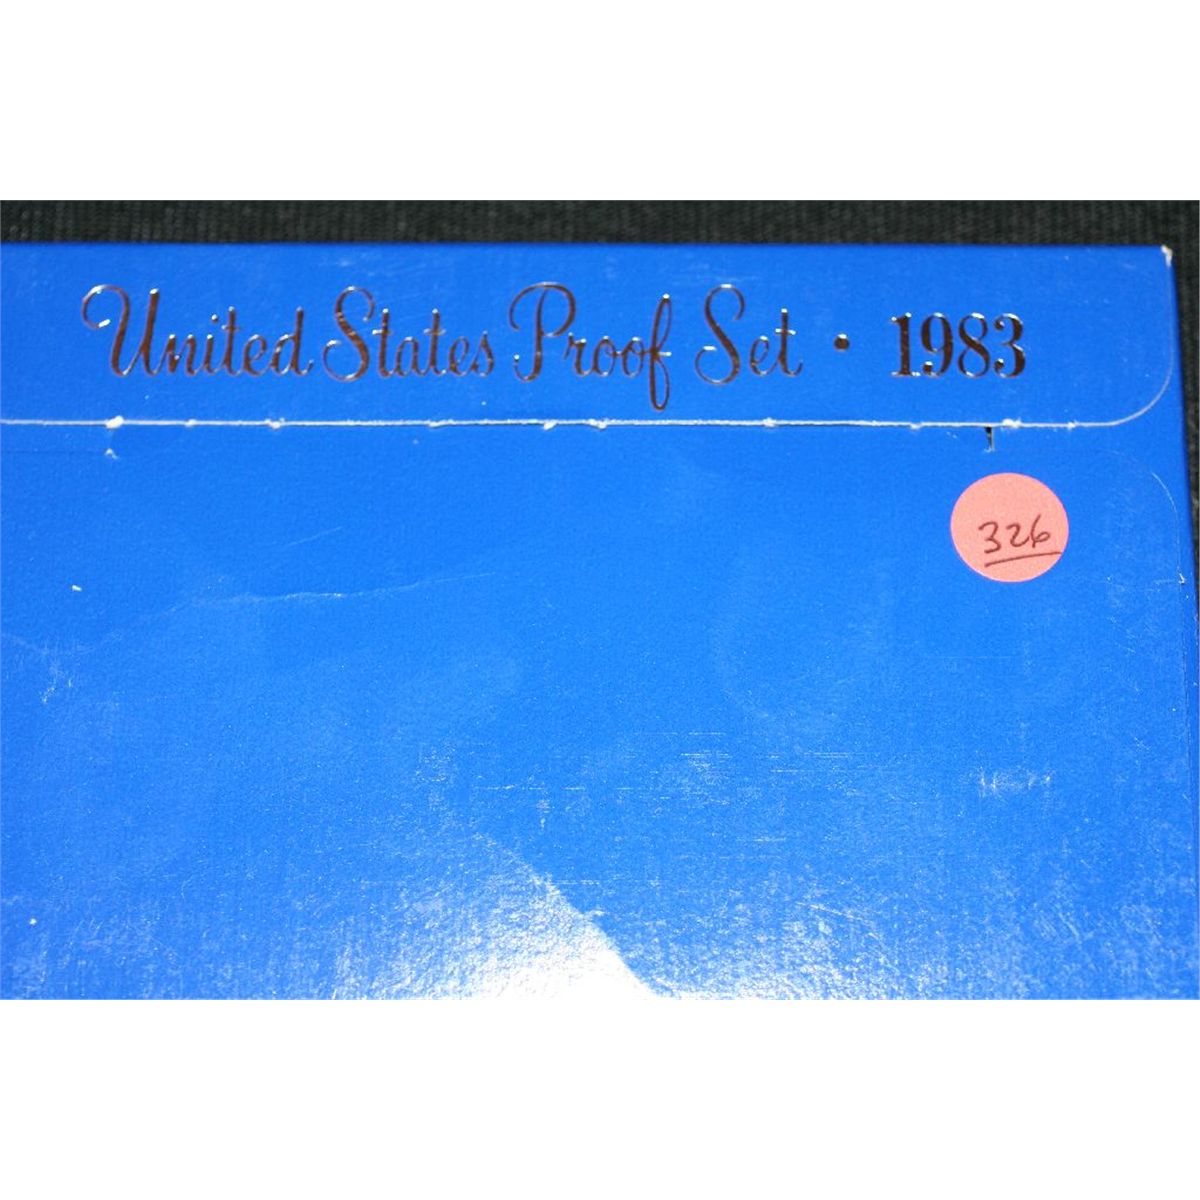 United States Proof Set · 1983
326